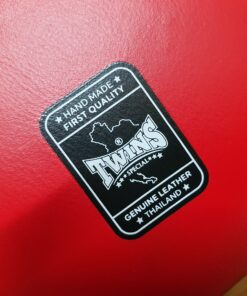 ★ HAND MADE ★
FIRST QUALITY
®
TWINS
★★★ SPECIAL ★★★
GENUINE LEATHER
★ THAILAND ★